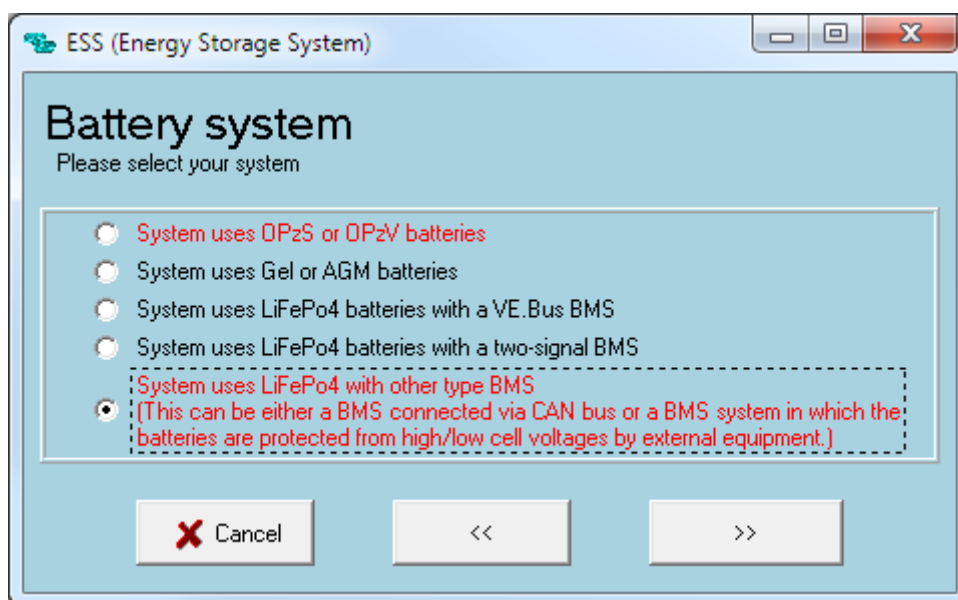 ESS (Energy Storage System)
Battery system
Please select your system
System uses OPzS or OPzV batteries
System uses Gel or AGM batteries
System uses LiFePo4 batteries with a VE.Bus BMS
System uses LiFePo4 batteries with a two-signal BMS
System uses LiFePo4 with other type BMS
(This can be either a BMS connected via CAN bus or a BMS system in which the
batteries are protected from high/low cell voltages by external equipment.)
Cancel
<<
>>